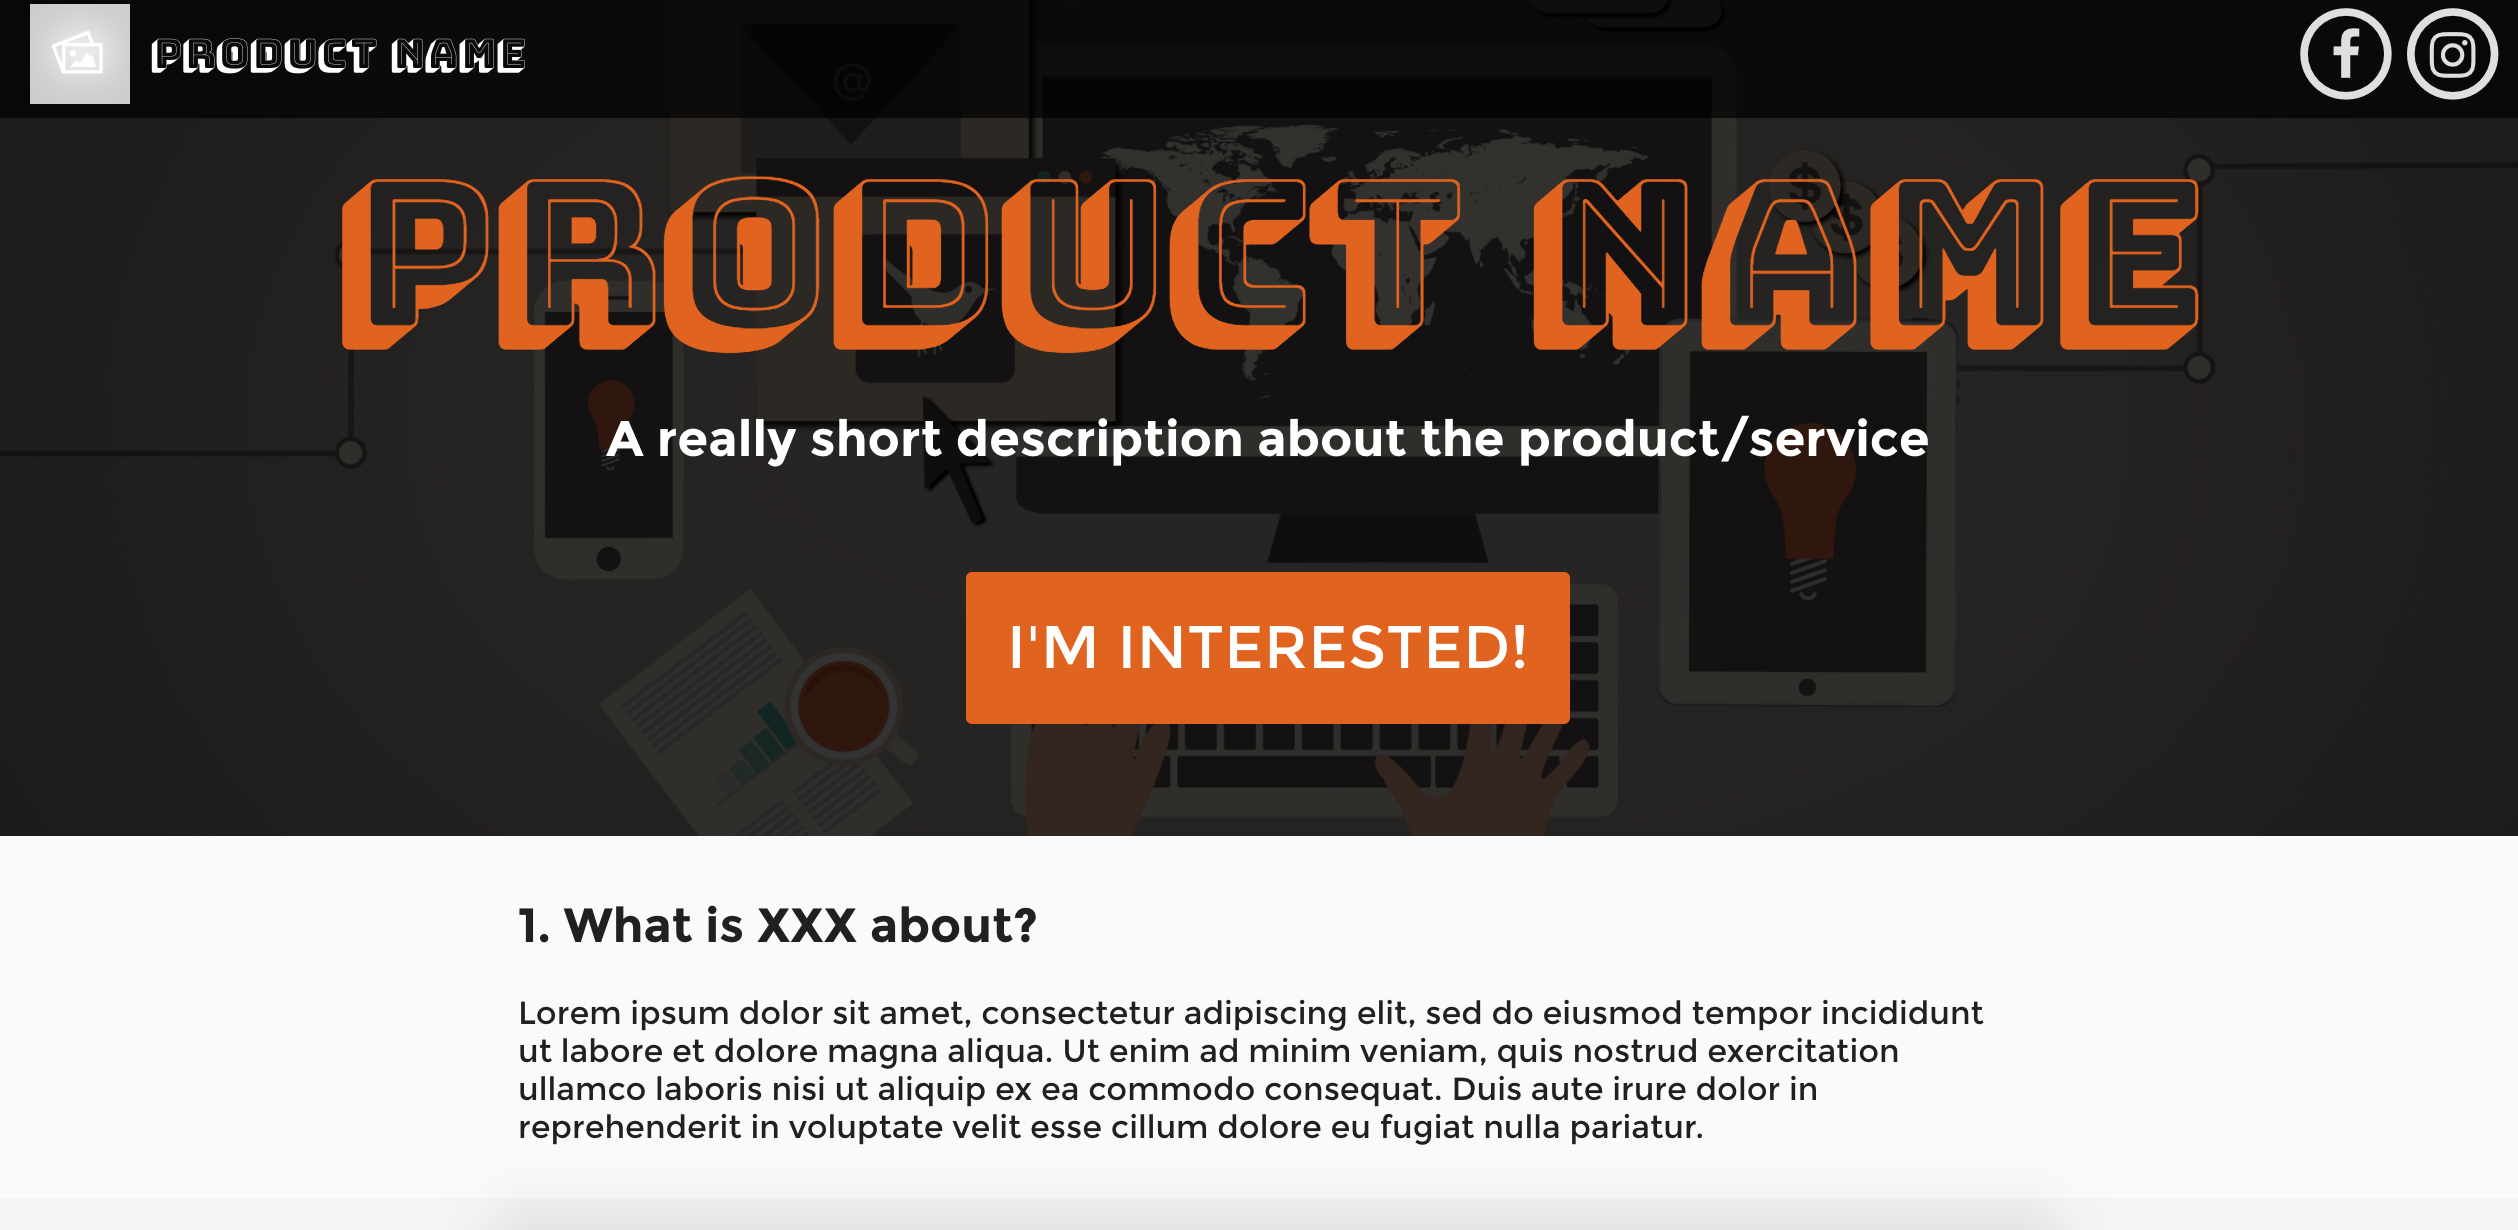 PRODUCT NAME
@
PRODUCT NAME
$
$
A really short description about the product/service
I'M INTERESTED!
1. What is XXX about?
Lorem ipsum dolor sit amet, consectetur adipiscing elit, sed do eiusmod tempor incididunt
ut labore et dolore magna aliqua. Ut enim ad minim veniam, quis nostrud exercitation
ullamco laboris nisi ut aliquip ex ea commodo consequat. Duis aute irure dolor in
reprehenderit in voluptate velit esse cillum dolore eu fugiat nulla pariatur.